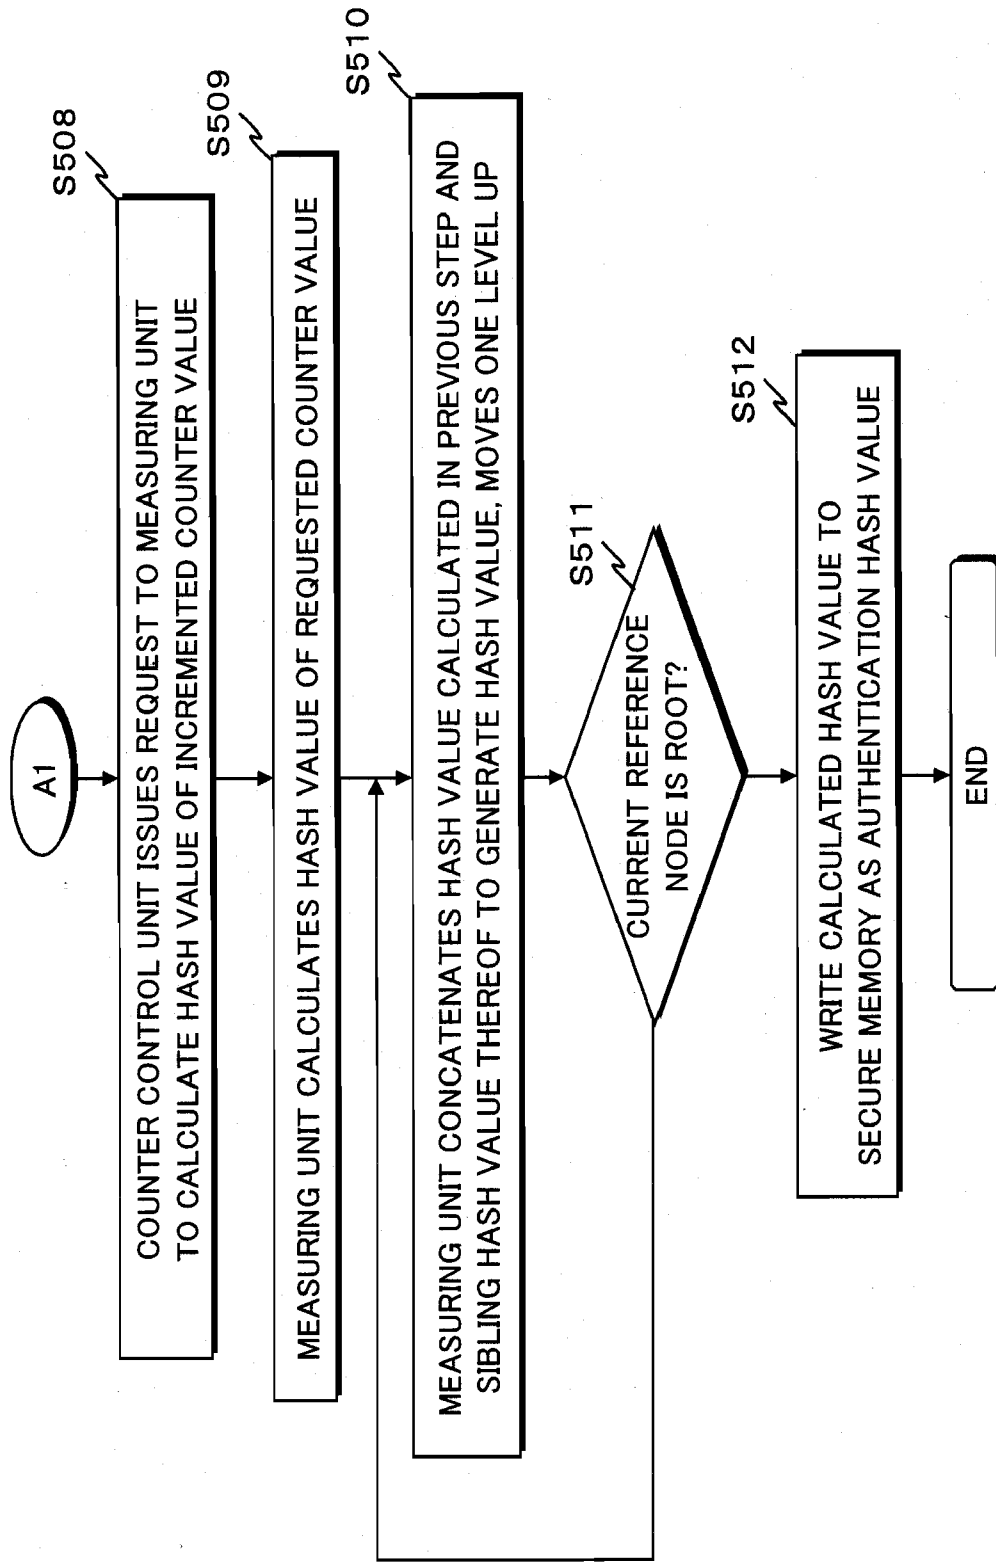 A1
S508
COUNTER CONTROL UNIT ISSUES REQUEST TO MEASURING UNIT
TO CALCULATE HASH VALUE OF INCREMENTED COUNTER VALUE
S509
MEASURING UNIT CALCULATES HASH VALUE OF REQUESTED COUNTER VALUE
S510
MEASURING UNIT CONCATENATES HASH VALUE CALCULATED IN PREVIOUS STEP AND
SIBLING HASH VALUE THEREOF TO GENERATE HASH VALUE, MOVES ONE LEVEL UP
S511
CURRENT REFERENCE
NODE IS ROOT?
S512
WRITE CALCULATED HASH VALUE TO
SECURE MEMORY AS AUTHENTICATION HASH VALUE
END